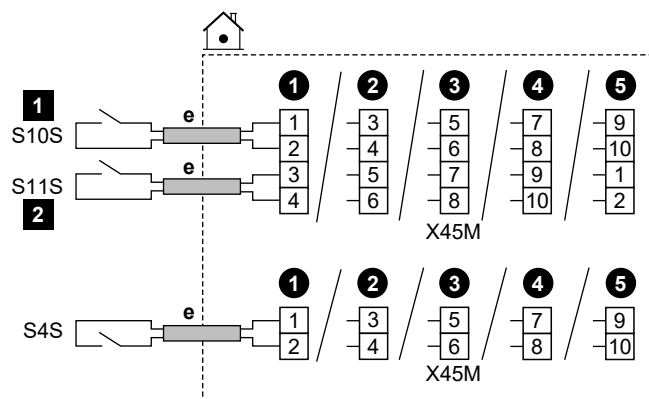 1 2 3 4 5
1
S10S e 1 3 5 7 9
2 4 6 8 10
S11S e 3 5 7 9 1
2 4 6 8 10 2
X45M
1 2 3 4 5
S4S e 1 3 5 7 9
2 4 6 8 10
X45M